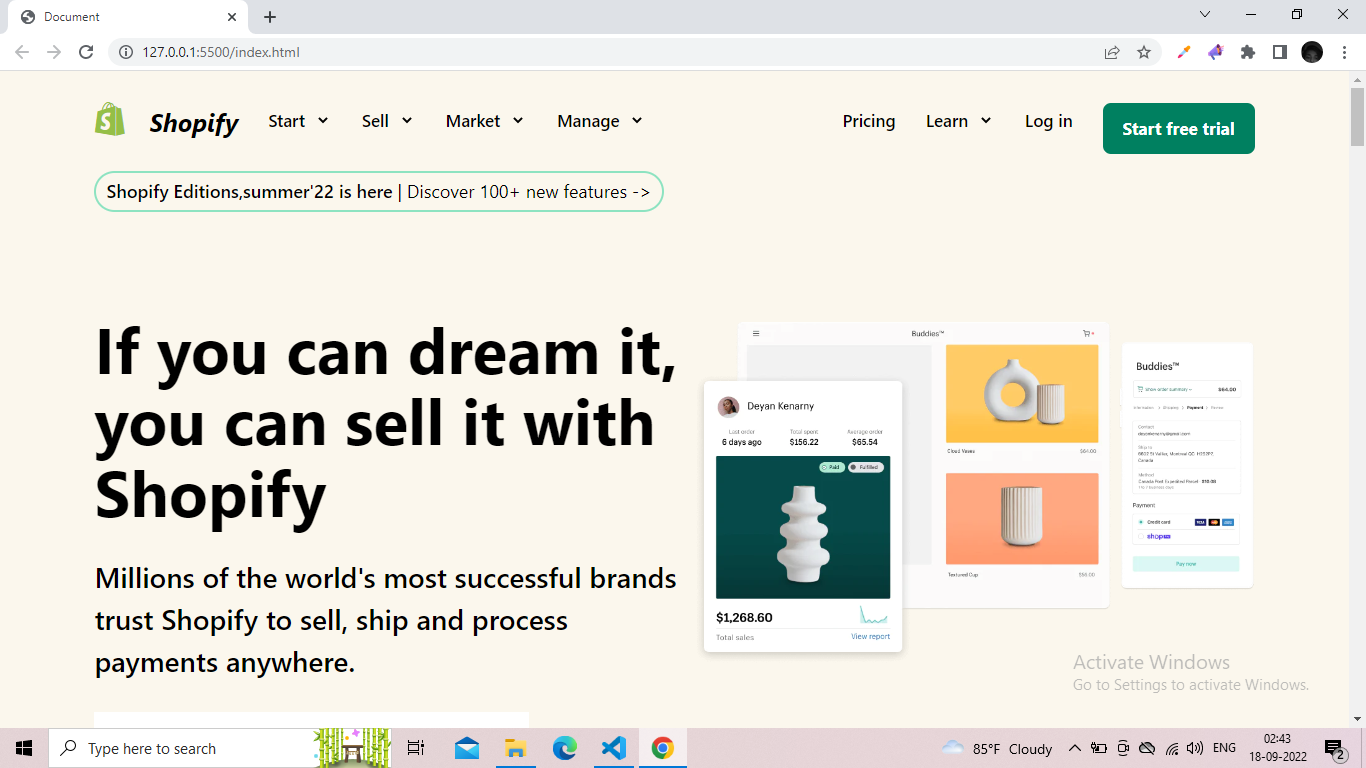 Document
127.0.0.1:5500/index.html
Shopify
Start
Sell
Market
Manage
Pricing
Learn
Log in
Start free trial
Shopify Editions,summer'22 is here | Discover 100+ new features ->
If you can dream it,
you can sell it with
Shopify
Millions of the world's most successful brands
trust Shopify to sell, ship and process
payments anywhere.
Buddies™
Cloud Vases
$64.00
Textured Cup
Deyan Kenarny
Last order
Total spent
Average order
6 days ago
$156.22
$65.54
Paid
Fulfilled
$1,268.60
Total sales
View report
Buddies™
Show order summary
$64.00
Shipping
Payment
Review
Contact
Ship to
Canada
Method
Payment
Credit card
VISA
shop
Pay now
Activate Windows
Go to Settings to activate Windows.
Type here to search
85°F Cloudy
ENG
02:43
18-09-2022
2